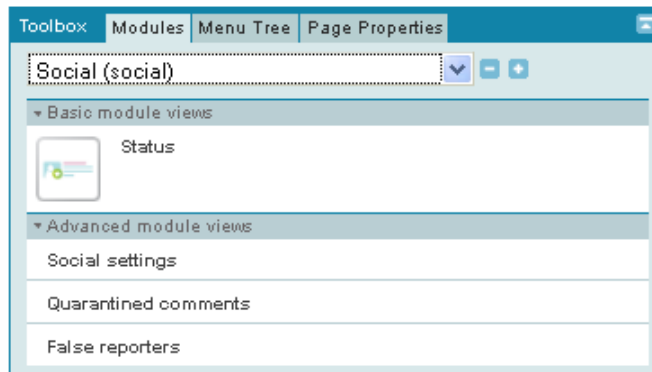 Toolbox Modules Menu Tree Page Properties
Social (social)
Basic module views
Status
Advanced module views
Social settings
Quarantined comments
False reporters